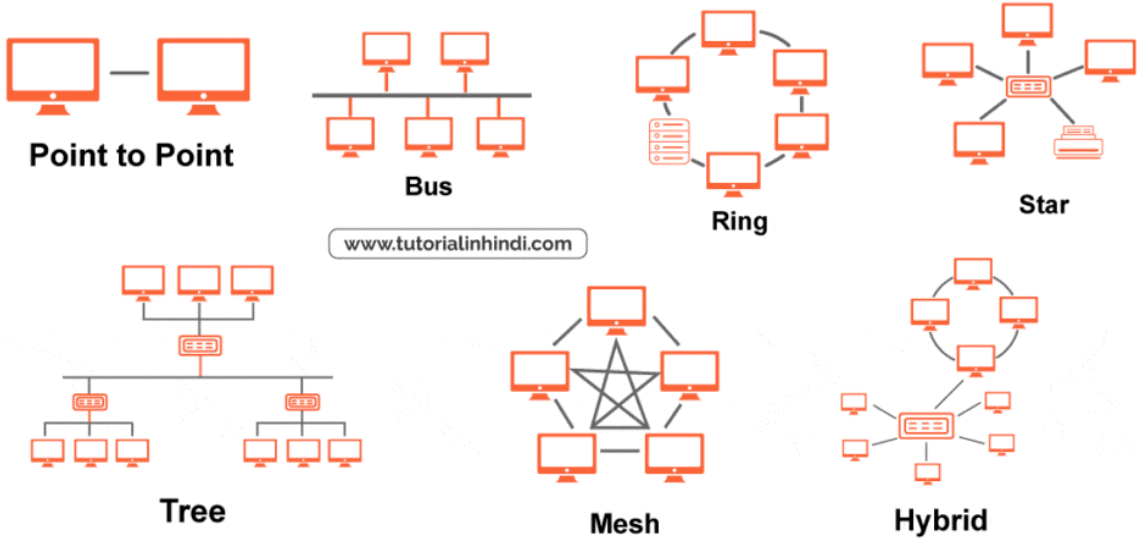 Point to Point
Bus
Ring
Star
www.tutorialinhindi.com
Tree
Mesh
Hybrid